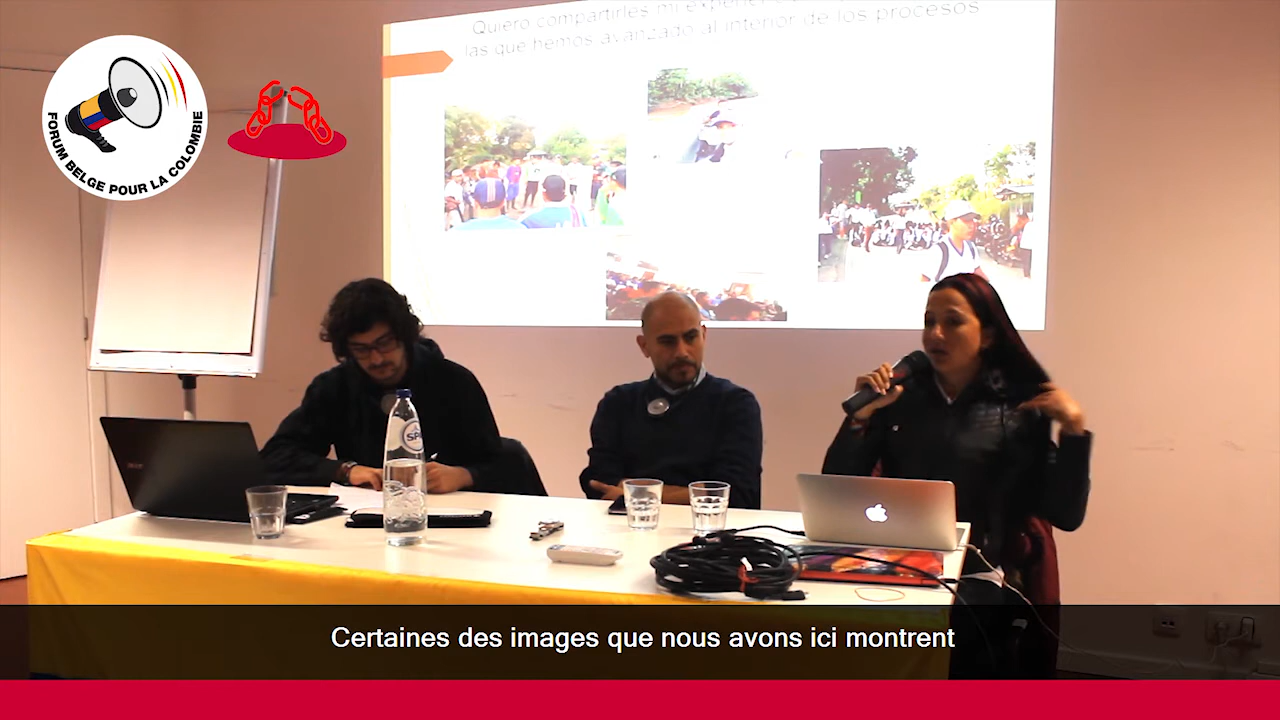 Quiero compartirles mi
las que hemos avanzado al interior de los procesos
FORUM BELGE POUR LA COLOMBIE
SPA
acer
Certaines des images que nous avons ici montrent